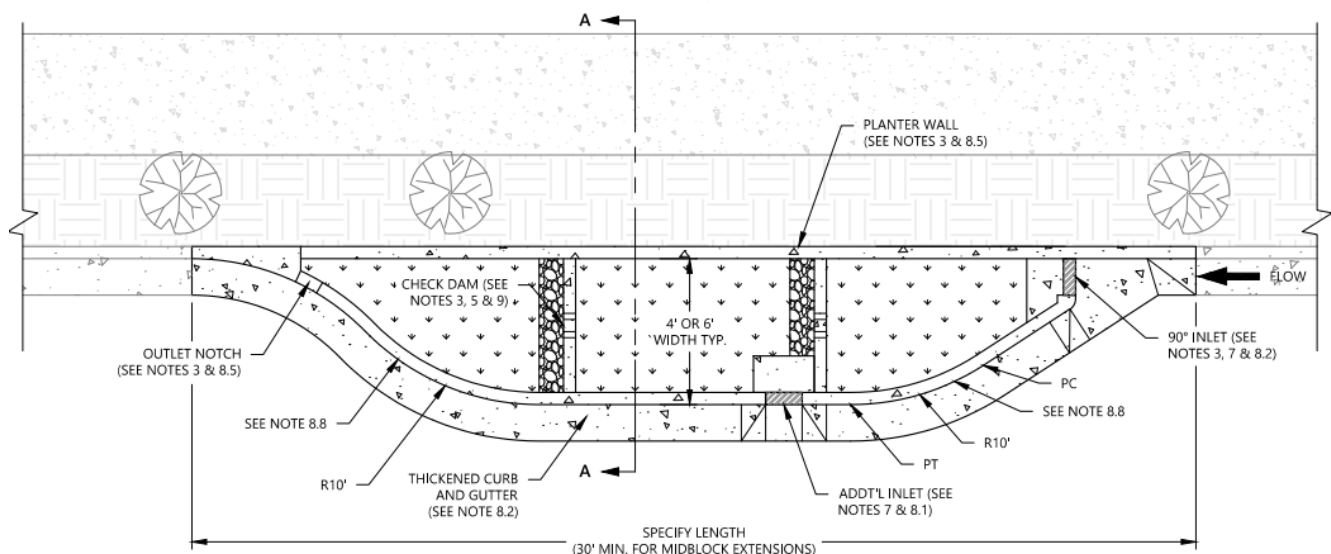 A
PLANTER WALL
(SEE NOTES 3 & 8.5)
FLOW
CHECK DAM (SEE
NOTES 3, 5 & 9)
4' OR 6'
WIDTH TYP.
OUTLET NOTCH
(SEE NOTES 3 & 8.5)
90° INLET (SEE
NOTES 3, 7 & 8.2)
PC
SEE NOTE 8.8
SEE NOTE 8.8
R10'
PT
R10'
A
THICKENED CURB
AND GUTTER
(SEE NOTE 8.2)
ADDT'L INLET (SEE
NOTES 7 & 8.1)
SPECIFY LENGTH
(30' MIN. FOR MIDBLOCK EXTENSIONS)